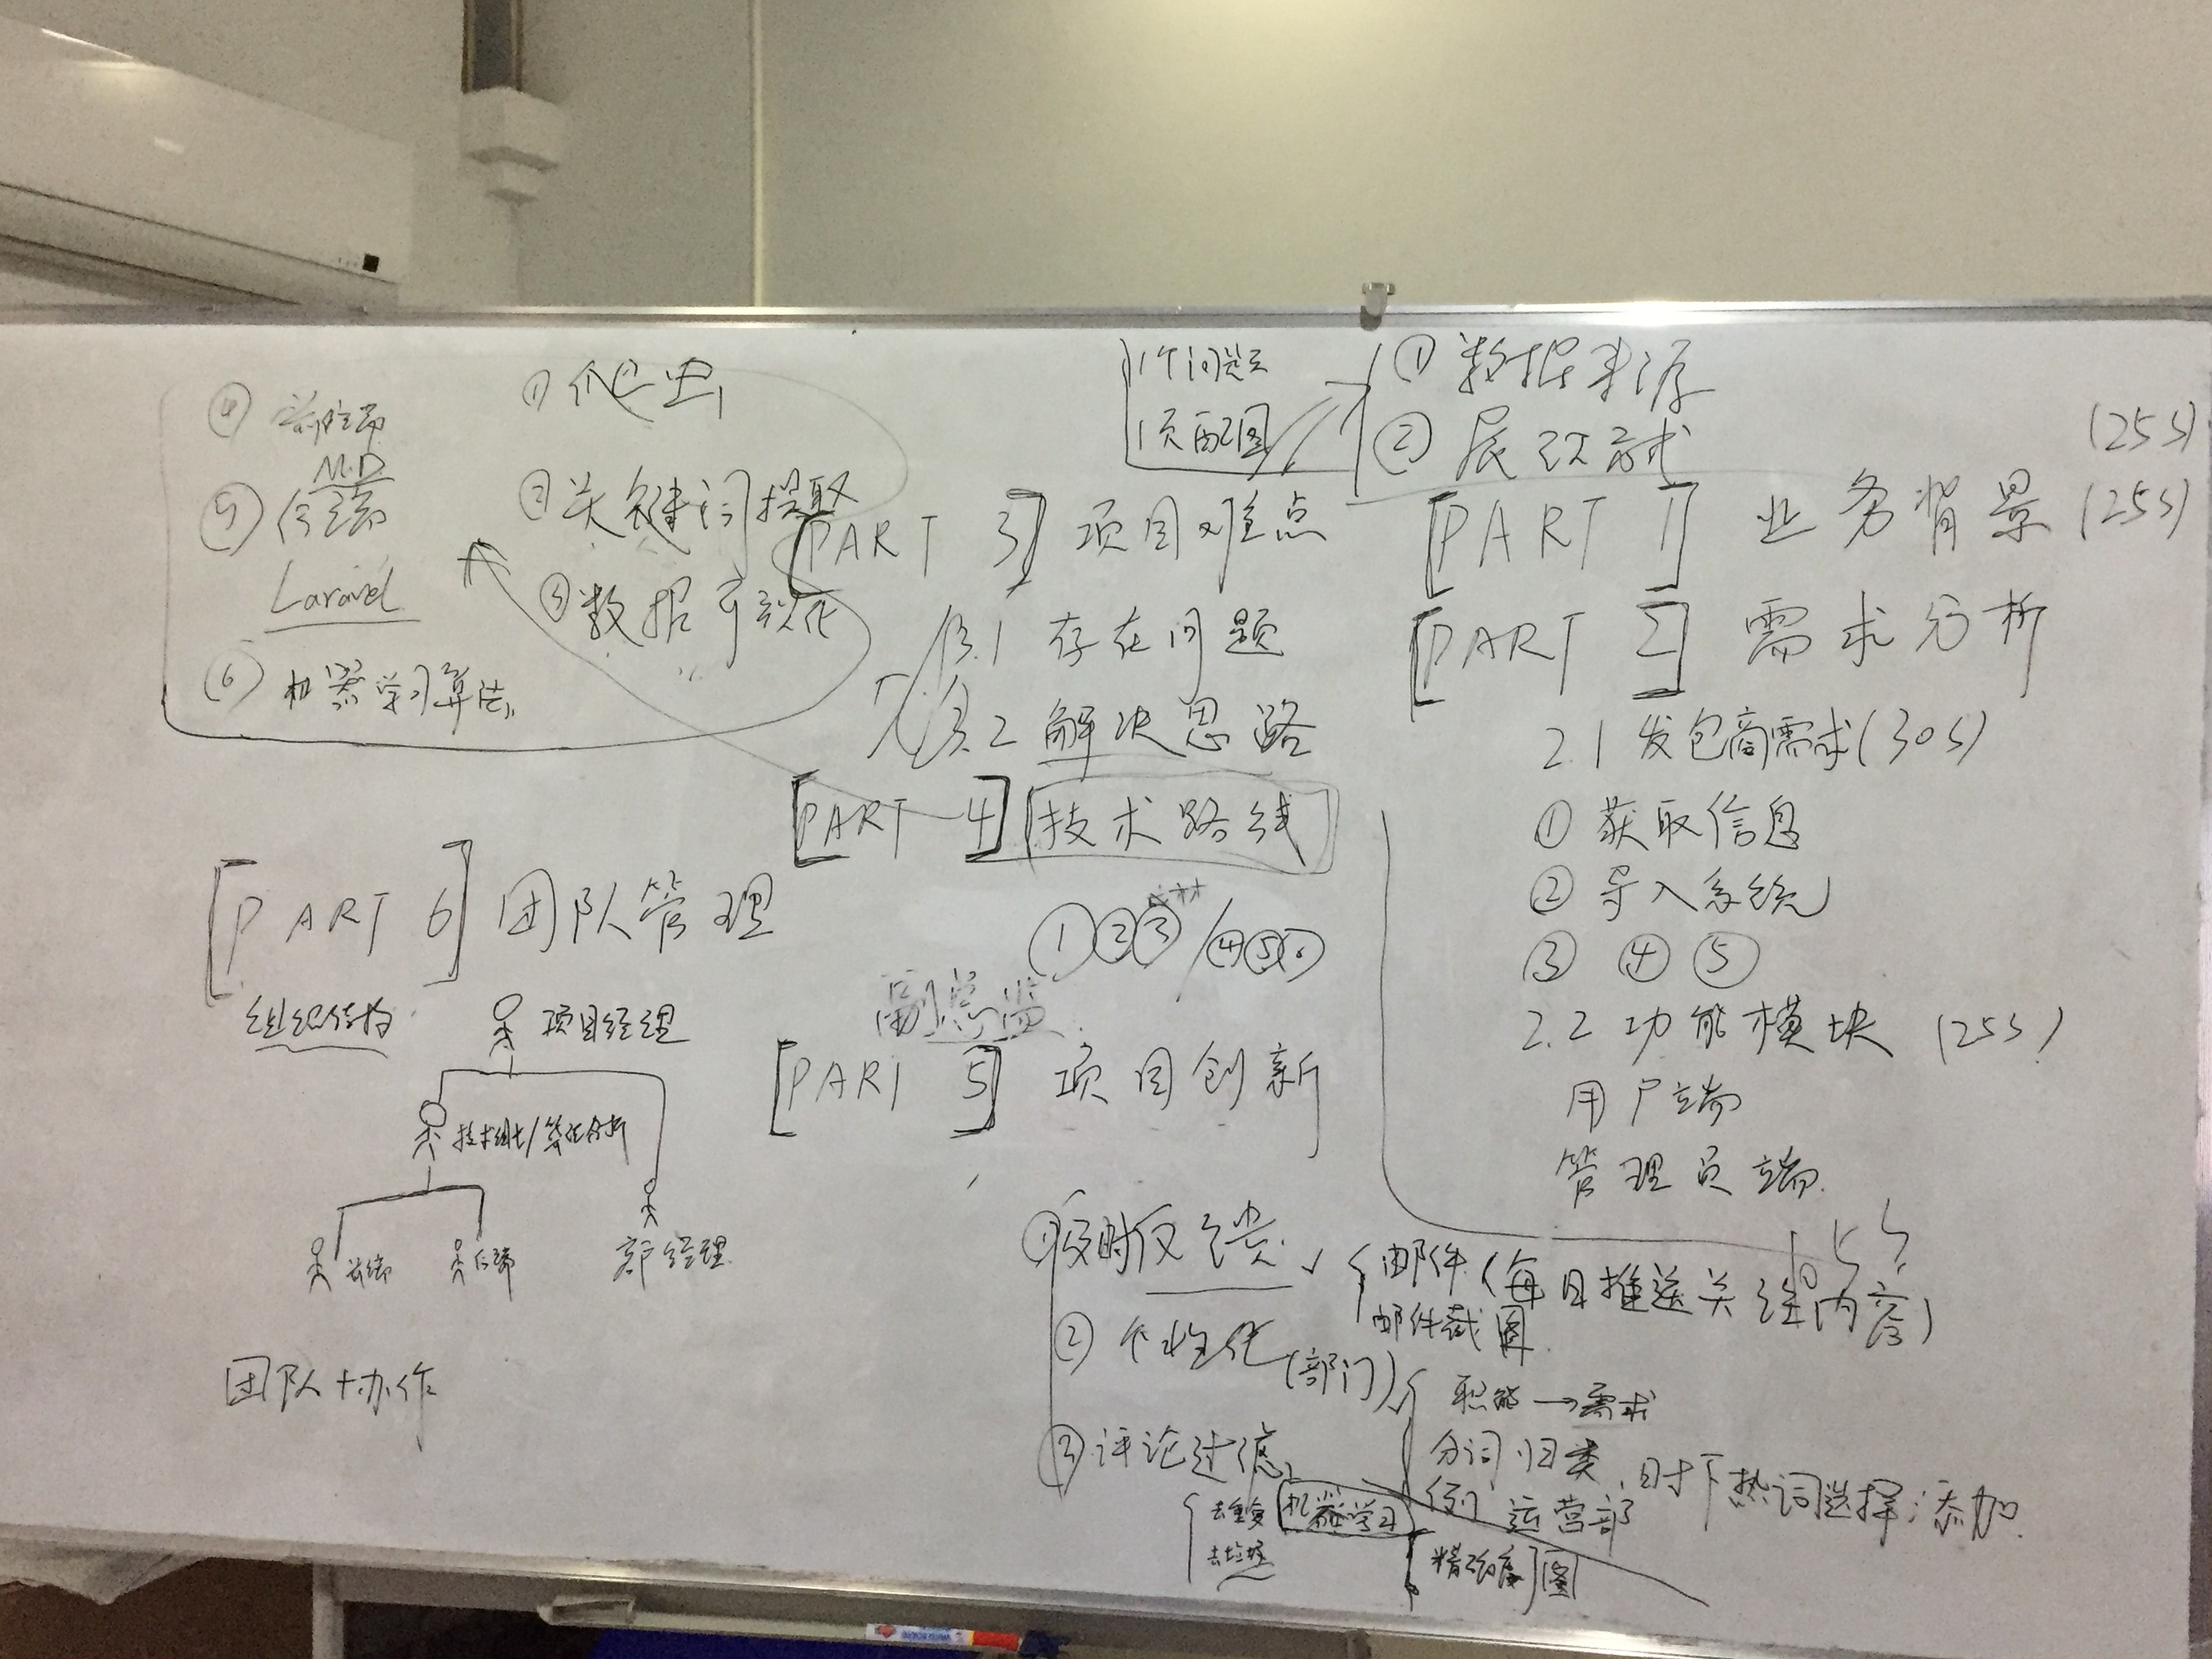 ④ 前端
M.D.
⑤ 后端
Laravel
⑥ 机器学习算法
① 爬虫
② 关键词提取
③ 数据可视化
1个问题
1页配图
① 数据来源
② 展现方式
(25s)
[PART 1] 业务背景 (25s)
[PART 2] 需求分析
2.1 发包商需求(30s)
① 获取信息
② 导入系统
③ ④ ⑤
2.2 功能模块 (25s)
用户端
管理员端
15s
[PART 3] 项目难点
3.1 存在问题
3.2 解决思路
[PART 4] 技术路线
①②③/④⑤⑥
副总监
[PART 5] 项目创新
① 及时反馈
邮件(每日推送关注内容)
邮件截图
② 个性化(部门)
职能→需求
分词归类
例 运营部 时下热词选择添加
精确度 图
③ 评论过滤
去重复 机器学习
去垃圾
[PART 6] 团队管理
组织结构
项目经理
技术组长/算法分析
前端 后端 产品经理
团队协作